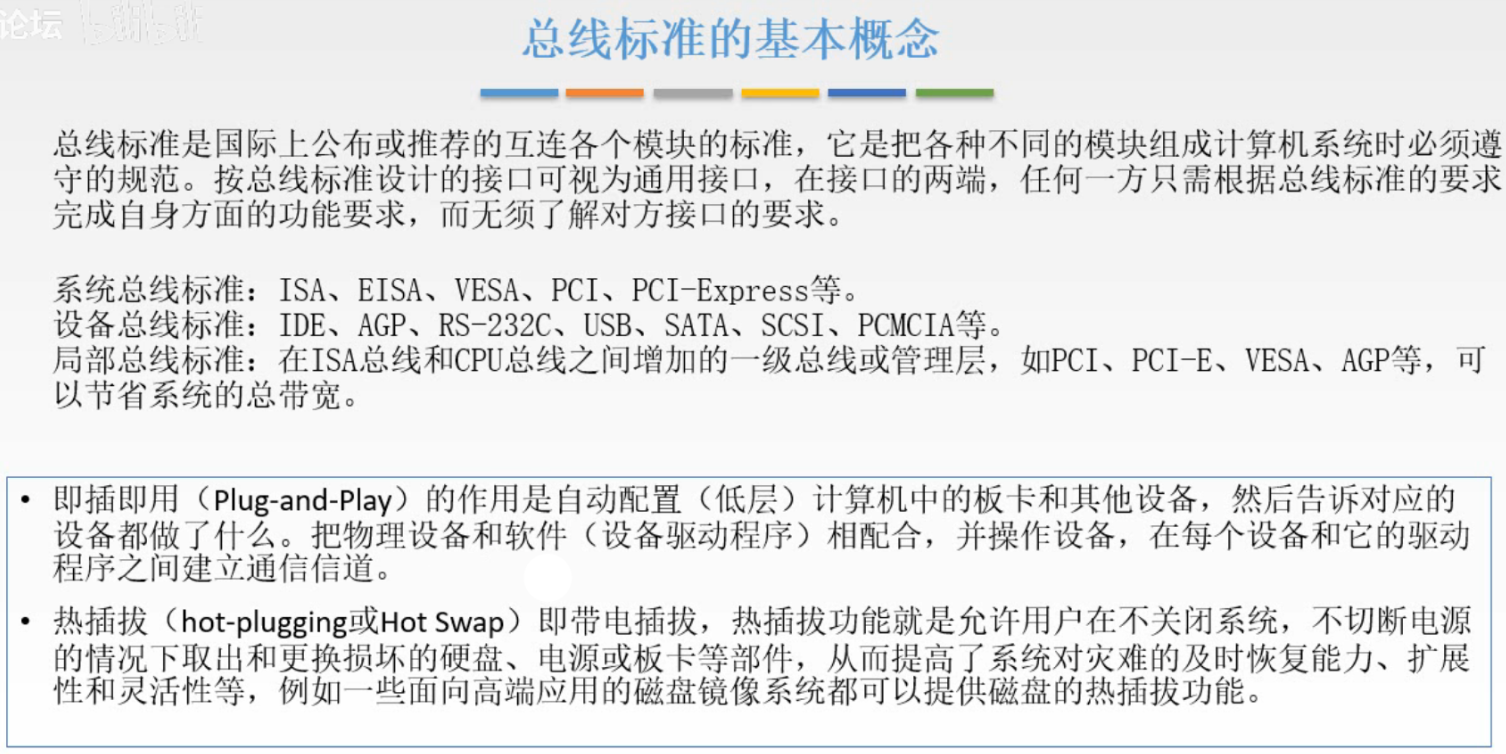 论坛
总线标准的基本概念
总线标准是国际上公布或推荐的互连各个模块的标准，它是把各种不同的模块组成计算机系统时必须遵
守的规范。按总线标准设计的接口可视为通用接口，在接口的两端，任何一方只需根据总线标准的要求
完成自身方面的功能要求，而无须了解对方接口的要求。
系统总线标准：ISA、EISA、VESA、PCI、PCI-Express等。
设备总线标准：IDE、AGP、RS-232C、USB、SATA、SCSI、PCMCIA等。
局部总线标准：在ISA总线和CPU总线之间增加的一级总线或管理层，如PCI、PCI-E、VESA、AGP等，可
以节省系统的总带宽。
• 即插即用（Plug-and-Play）的作用是自动配置（低层）计算机中的板卡和其他设备，然后告诉对应的
设备都做了什么。把物理设备和软件（设备驱动程序）相配合，并操作设备，在每个设备和它的驱动
程序之间建立通信信道。
• 热插拔（hot-plugging或Hot Swap）即带电插拔，热插拔功能就是允许用户在不关闭系统，不切断电源
的情况下取出和更换损坏的硬盘、电源或板卡等部件，从而提高了系统对灾难的及时恢复能力、扩展
性和灵活性等，例如一些面向高端应用的磁盘镜像系统都可以提供磁盘的热插拔功能。